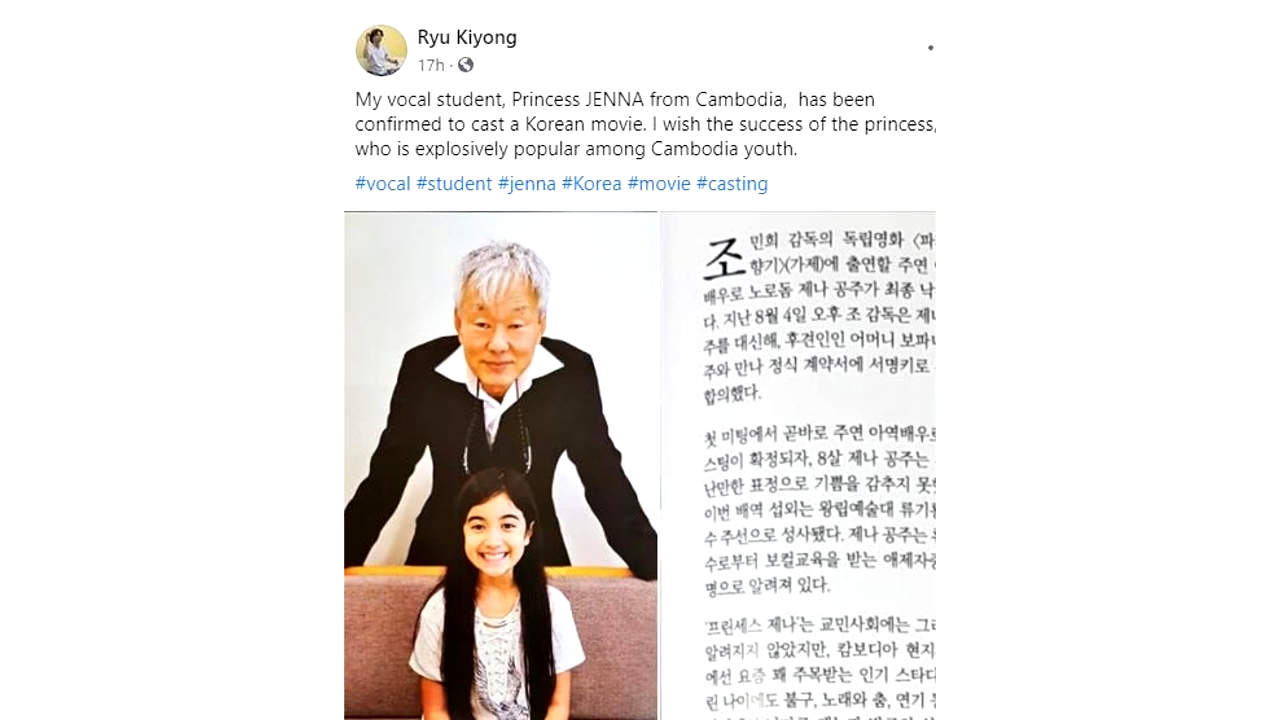 Ryu Kiyong
17h ·
My vocal student, Princess JENNA from Cambodia, has been
confirmed to cast a Korean movie. I wish the success of the princess,
who is explosively popular among Cambodia youth.
#vocal #student #jenna #Korea #movie #casting
조민희 감독의 독립영화 〈파
향기〉(가제)에 출연할 주연
배우로 노로돔 제나 공주가 최종 낙
다. 지난 8월 4일 오후 조 감독은 제나
주를 대신해, 후견인인 어머니 보파
주와 만나 정식 계약서에 서명키로
합의했다.
첫 미팅에서 곧바로 주연 아역배우로
스팅이 확정되자, 8살 제나 공주는
난만한 표정으로 기쁨을 감추지 못
이번 배역 섭외는 왕립예술대 류기
수 주선으로 성사됐다. 제나 공주는
수로부터 보컬교육을 받는 애제자중
명으로 알려져 있다.
'프린세스 제나'는 교민사회에는 그
알려지지 않았지만, 캄보디아 현지
에선 요즘 꽤 주목받는 인기 스타
린 나이에도 불구, 노래와 춤, 연기